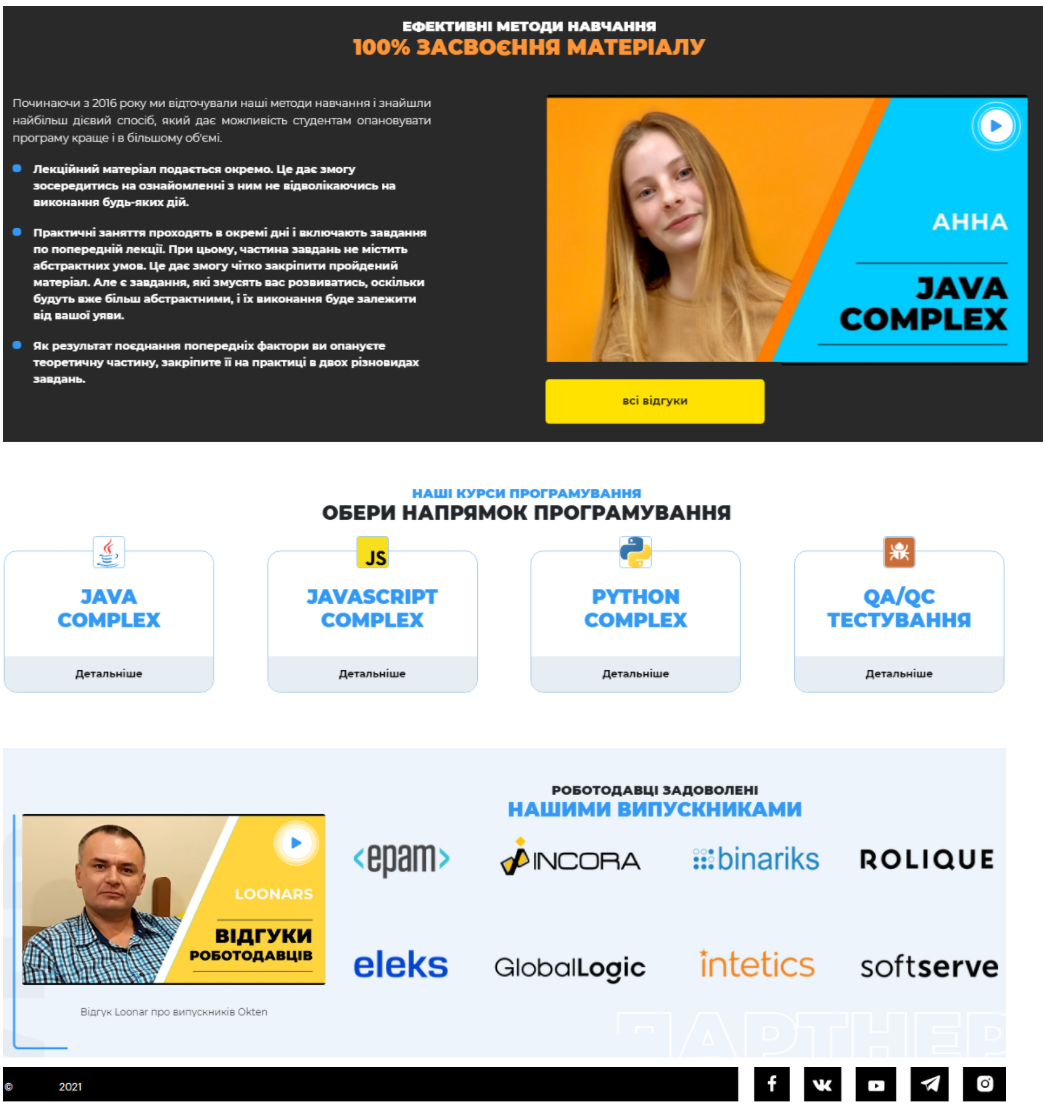 ЕФЕКТИВНІ МЕТОДИ НАВЧАННЯ
100% ЗАСВОЄННЯ МАТЕРІАЛУ
Починаючи з 2016 року ми відточували наші методи навчання і знайшли
найбільш дієвий спосіб, який дає можливість студентам опановувати
програму краще і в більшому об'ємі.
Лекційний матеріал подається окремо. Це дає змогу
зосередитись на ознайомленні з ним не відволікаючись на
виконання будь-яких дій.
Практичні заняття проходять в окремі дні і включають завдання
по попередній лекції. При цьому, частина завдань не містить
абстрактних умов. Це дає змогу чітко закріпити пройдений
матеріал. Але є завдання, які змусять вас розвиватись, оскільки
будуть вже більш абстрактними, і їх виконання буде залежити
від вашої уяви.
Як результат поєднання попередніх фактори ви опануєте
теоретичну частину, закріпите її на практиці в двох різновидах
завдань.
АННА
JAVA
COMPLEX
всі відгуки
НАШІ КУРСИ ПРОГРАМУВАННЯ
ОБЕРИ НАПРЯМОК ПРОГРАМУВАННЯ
JAVA
COMPLEX
Детальніше
JS
JAVASCRIPT
COMPLEX
Детальніше
PYTHON
COMPLEX
Детальніше
QA/QC
ТЕСТУВАННЯ
Детальніше
РОБОТОДАВЦІ ЗАДОВОЛЕНІ
НАШИМИ ВИПУСКНИКАМИ
LOONARS
ВІДГУКИ
РОБОТОДАВЦІВ
Відгук Loonar про випускників Okten
<epam> INCORA binariks ROLIQUE
eleks GlobalLogic intetics softserve
ПАРТНЕР
© 2021